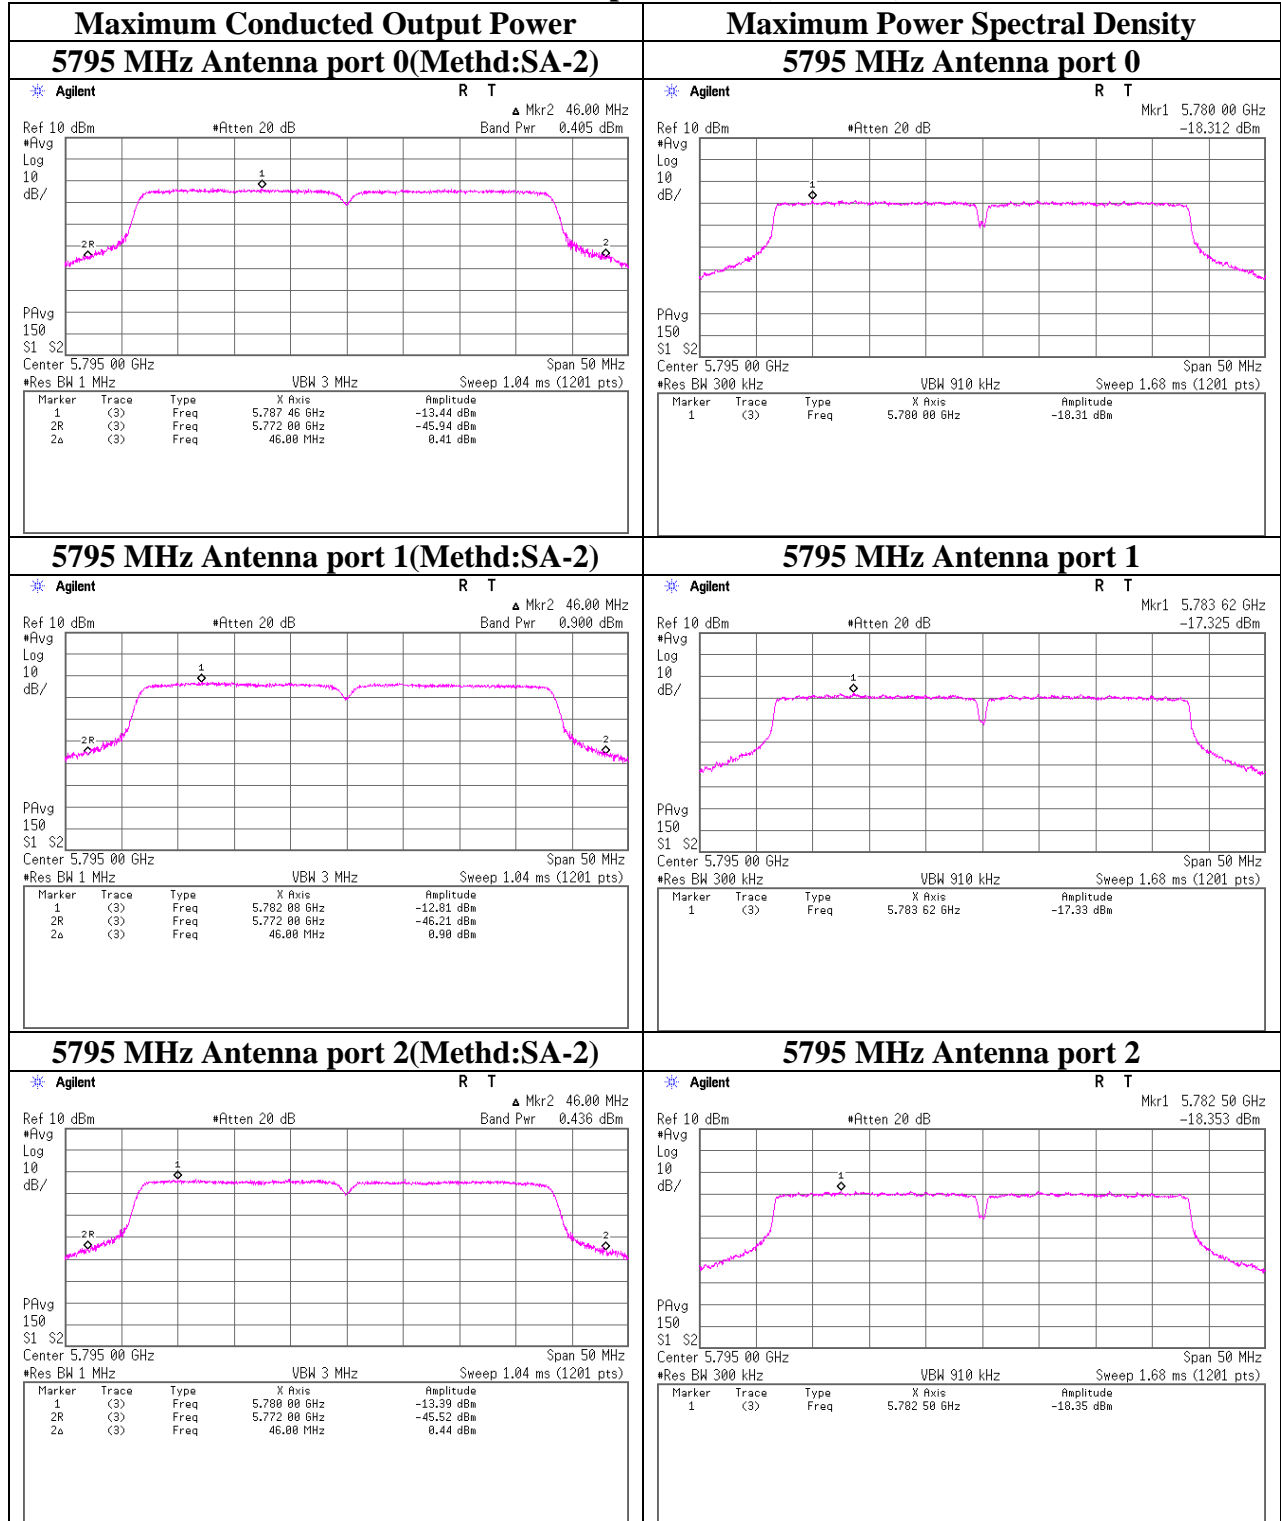 Maximum Conducted Output Power
Maximum Power Spectral Density
5795 MHz Antenna port 0(Methd:SA-2)
5795 MHz Antenna port 0
Agilent
R T
Δ Mkr2 46.00 MHz
Ref 10 dBm #Atten 20 dB Band Pwr 0.405 dBm
#Avg
Log
10
dB/
1
2R
2
PAvg
150
S1 S2
Center 5.795 00 GHz Span 50 MHz
#Res BW 1 MHz VBW 3 MHz Sweep 1.04 ms (1201 pts)
Marker Trace Type X Axis Amplitude
1 (3) Freq 5.787 46 GHz -13.44 dBm
2R (3) Freq 5.772 00 GHz -45.94 dBm
2Δ (3) Freq 46.00 MHz 0.41 dBm
Agilent
R T
Mkr1 5.780 00 GHz
Ref 10 dBm #Atten 20 dB -18.312 dBm
#Avg
Log
10
dB/
1
PAvg
150
S1 S2
Center 5.795 00 GHz Span 50 MHz
#Res BW 300 kHz VBW 910 kHz Sweep 1.68 ms (1201 pts)
Marker Trace Type X Axis Amplitude
1 (3) Freq 5.780 00 GHz -18.31 dBm
5795 MHz Antenna port 1(Methd:SA-2)
5795 MHz Antenna port 1
Agilent
R T
Δ Mkr2 46.00 MHz
Ref 10 dBm #Atten 20 dB Band Pwr 0.900 dBm
#Avg
Log
10
dB/
1
2R
2
PAvg
150
S1 S2
Center 5.795 00 GHz Span 50 MHz
#Res BW 1 MHz VBW 3 MHz Sweep 1.04 ms (1201 pts)
Marker Trace Type X Axis Amplitude
1 (3) Freq 5.782 08 GHz -12.81 dBm
2R (3) Freq 5.772 00 GHz -46.21 dBm
2Δ (3) Freq 46.00 MHz 0.90 dBm
Agilent
R T
Mkr1 5.783 62 GHz
Ref 10 dBm #Atten 20 dB -17.325 dBm
#Avg
Log
10
dB/
1
PAvg
150
S1 S2
Center 5.795 00 GHz Span 50 MHz
#Res BW 300 kHz VBW 910 kHz Sweep 1.68 ms (1201 pts)
Marker Trace Type X Axis Amplitude
1 (3) Freq 5.783 62 GHz -17.33 dBm
5795 MHz Antenna port 2(Methd:SA-2)
5795 MHz Antenna port 2
Agilent
R T
Δ Mkr2 46.00 MHz
Ref 10 dBm #Atten 20 dB Band Pwr 0.436 dBm
#Avg
Log
10
dB/
1
2R
2
PAvg
150
S1 S2
Center 5.795 00 GHz Span 50 MHz
#Res BW 1 MHz VBW 3 MHz Sweep 1.04 ms (1201 pts)
Marker Trace Type X Axis Amplitude
1 (3) Freq 5.780 00 GHz -13.39 dBm
2R (3) Freq 5.772 00 GHz -45.52 dBm
2Δ (3) Freq 46.00 MHz 0.44 dBm
Agilent
R T
Mkr1 5.782 50 GHz
Ref 10 dBm #Atten 20 dB -18.353 dBm
#Avg
Log
10
dB/
1
PAvg
150
S1 S2
Center 5.795 00 GHz Span 50 MHz
#Res BW 300 kHz VBW 910 kHz Sweep 1.68 ms (1201 pts)
Marker Trace Type X Axis Amplitude
1 (3) Freq 5.782 50 GHz -18.35 dBm